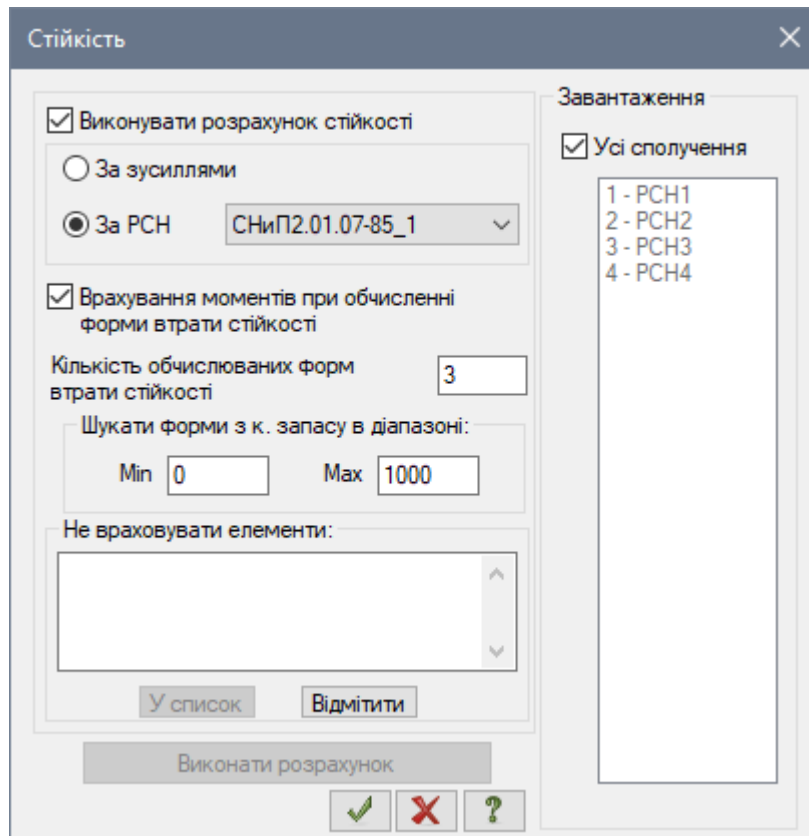 Стійкість
Виконувати розрахунок стійкості
За зусиллями
За РСН
СНиП2.01.07-85_1
Врахування моментів при обчисленні
форми втрати стійкості
Кількість обчислюваних форм
втрати стійкості
3
Шукати форми з к. запасу в діапазоні:
Min 0 Max 1000
Не враховувати елементи:
У список Відмітити
Виконати розрахунок
Завантаження
Усі сполучення
1 - РСН1
2 - РСН2
3 - РСН3
4 - РСН4